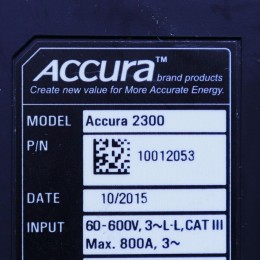 Accura™
brand products
Create new value for More Accurate Energy.
MODEL Accura 2300
P/N 10012053
DATE 10/2015
INPUT 60-600V, 3~L-L, CAT III
Max. 800A, 3~